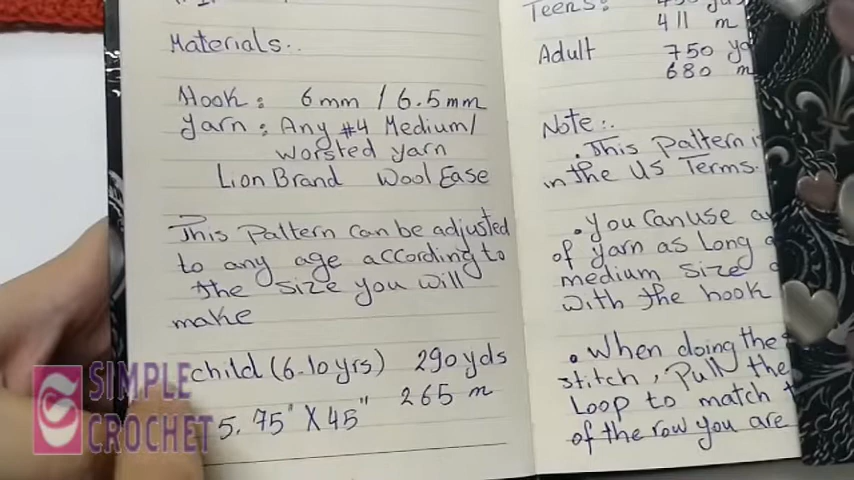 Materials..
Hook: 6mm / 6.5mm
Yarn: Any #4 Medium/
worsted yarn
Lion Brand Wool Ease
This Pattern can be adjusted
to any age according to
the size you will
make
child (6-10yrs) 290yds
5.75" X 45" 265 m
Teens:
411 m
Adult 750
680 m
Note:.
.This Pattern
in the US Terms.
.You Can use
of yarn as Long
medium size
with the hook
.When doing the
stitch, Pull the
Loop to match
of the row you are
SIMPLE
CROCHET